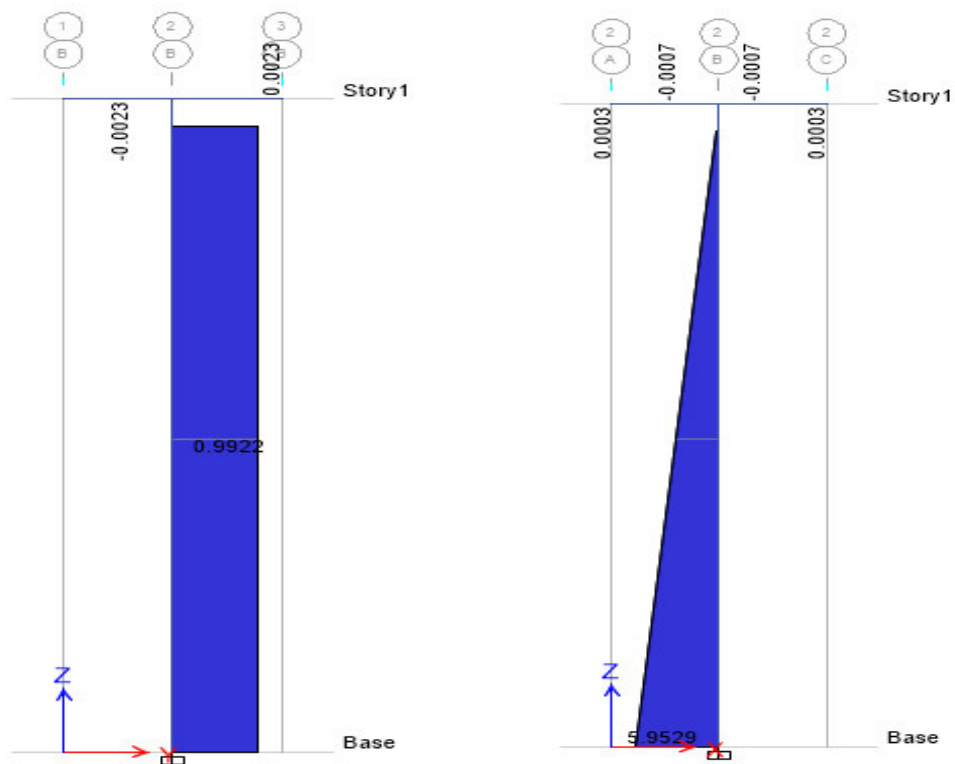 1 2 3
B B B
0.0023
Story1
-0.0023
0.9922
Z
X
Base
2 2 2
A B C
-0.0007 -0.0007
Story1
0.0003 0.0003
Z
5.9529
X
Base